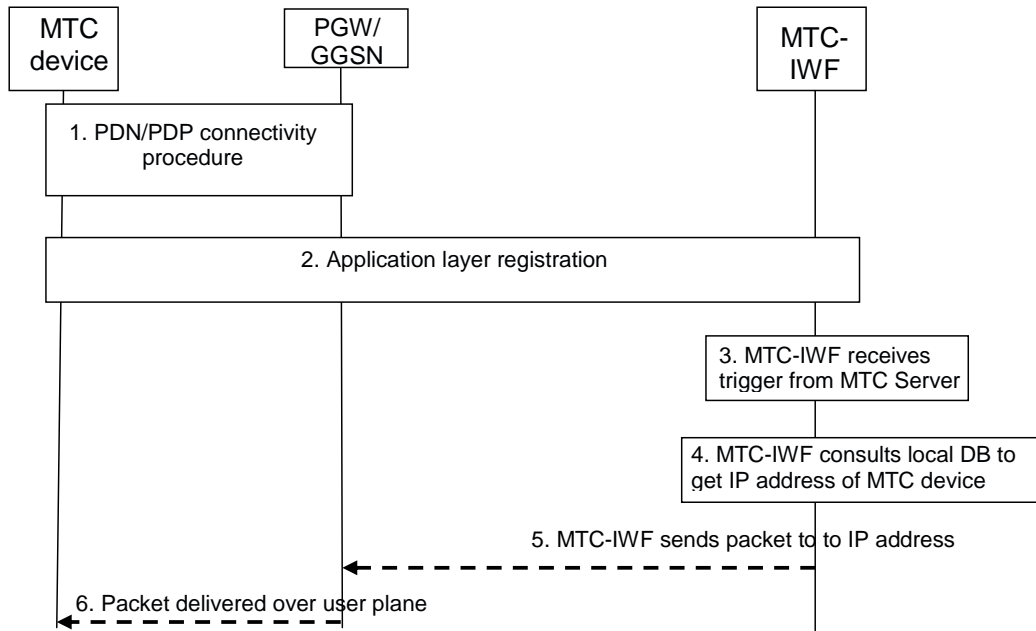 MTC
device
PGW/
GGSN
MTC-
IWF
1. PDN/PDP connectivity
procedure
2. Application layer registration
3. MTC-IWF receives
trigger from MTC Server
4. MTC-IWF consults local DB to
get IP address of MTC device
5. MTC-IWF sends packet to to IP address
6. Packet delivered over user plane